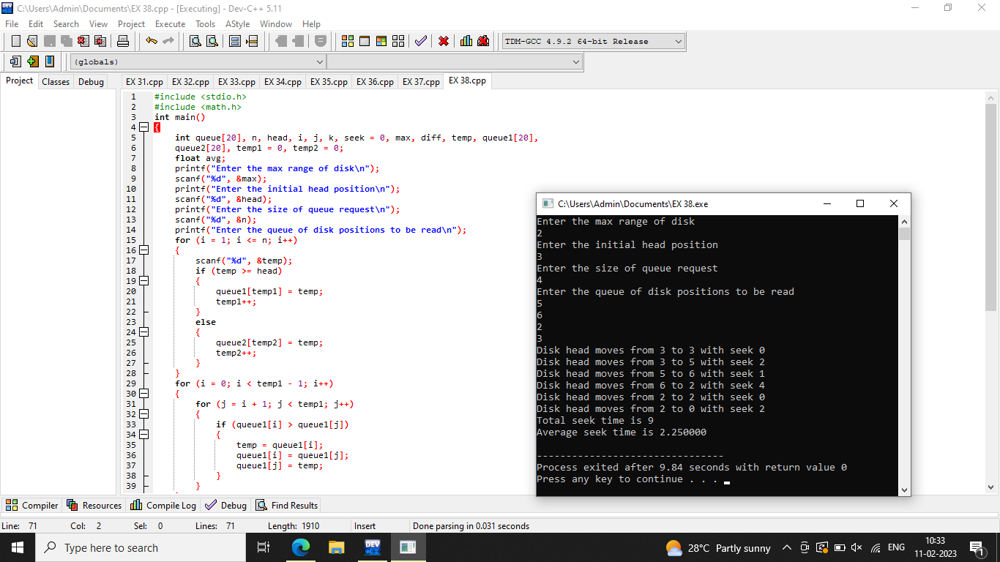 C:\Users\Admin\Documents\EX 38.cpp - [Executing] - Dev-C++ 5.11
File Edit Search View Project Execute Tools AStyle Window Help
TDM-GCC 4.9.2 64-bit Release
(globals)
Project Classes Debug
EX 31.cpp EX 32.cpp EX 33.cpp EX 34.cpp EX 35.cpp EX 36.cpp EX 37.cpp EX 38.cpp
1 #include <stdio.h>
2 #include <math.h>
3 int main()
4 {
5 int queue[20], n, head, i, j, k, seek = 0, max, diff, temp, queue1[20],
6 queue2[20], temp1 = 0, temp2 = 0;
7 float avg;
8 printf("Enter the max range of disk\n");
9 scanf("%d", &max);
10 printf("Enter the initial head position\n");
11 scanf("%d", &head);
12 printf("Enter the size of queue request\n");
13 scanf("%d", &n);
14 printf("Enter the queue of disk positions to be read\n");
15 for (i = 1; i <= n; i++)
16 {
17 scanf("%d", &temp);
18 if (temp >= head)
19 {
20 queue1[temp1] = temp;
21 temp1++;
22 }
23 else
24 {
25 queue2[temp2] = temp;
26 temp2++;
27 }
28 }
29 for (i = 0; i < temp1 - 1; i++)
30 {
31 for (j = i + 1; j < temp1; j++)
32 {
33 if (queue1[i] > queue1[j])
34 {
35 temp = queue1[i];
36 queue1[i] = queue1[j];
37 queue1[j] = temp;
38 }
39 }
C:\Users\Admin\Documents\EX 38.exe
Enter the max range of disk
2
Enter the initial head position
3
Enter the size of queue request
4
Enter the queue of disk positions to be read
5
6
2
3
Disk head moves from 3 to 3 with seek 0
Disk head moves from 3 to 5 with seek 2
Disk head moves from 5 to 6 with seek 1
Disk head moves from 6 to 2 with seek 4
Disk head moves from 2 to 2 with seek 0
Disk head moves from 2 to 0 with seek 2
Total seek time is 9
Average seek time is 2.250000
--------------------------------
Process exited after 9.84 seconds with return value 0
Press any key to continue . . .
Compiler Resources Compile Log Debug Find Results
Line: 71 Col: 2 Sel: 0 Lines: 71 Length: 1910 Insert Done parsing in 0.031 seconds
Type here to search
DEV
28°C Partly sunny
ENG
10:33
11-02-2023
1